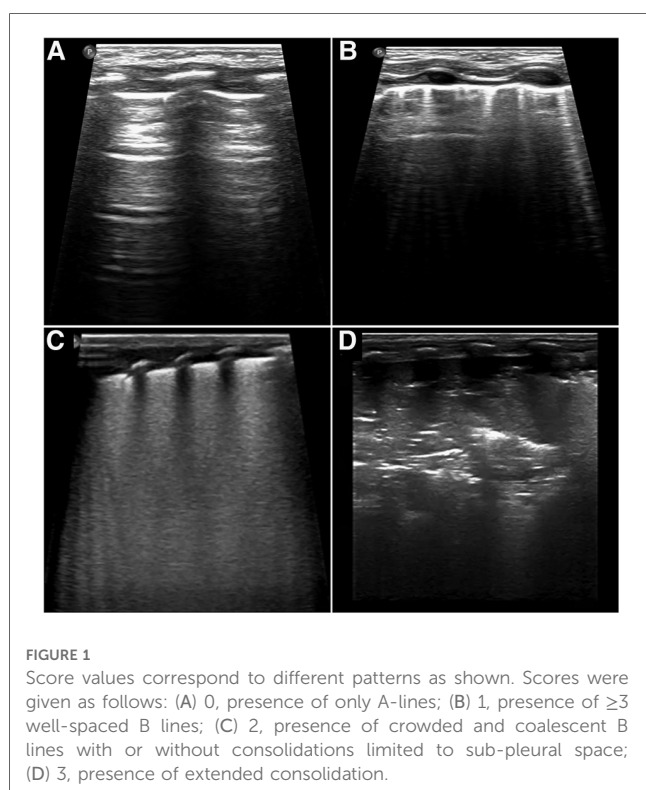 A
B
C
D
FIGURE 1
Score values correspond to different patterns as shown. Scores were
given as follows: (A) 0, presence of only A-lines; (B) 1, presence of ≥3
well-spaced B lines; (C) 2, presence of crowded and coalescent B
lines with or without consolidations limited to sub-pleural space;
(D) 3, presence of extended consolidation.